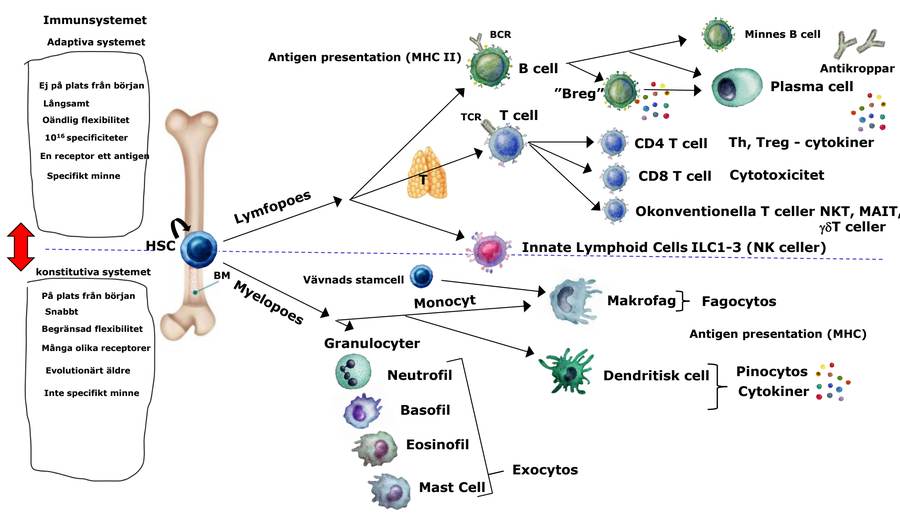 Immunsystemet
Adaptiva systemet
Ej på plats från början
Långsamt
Oändlig flexibilitet
10¹⁶ specificiteter
En receptor ett antigen
Specifikt minne
konstitutiva systemet
På plats från början
Snabbt
Begränsad flexibilitet
Många olika receptorer
Evolutionärt äldre
Inte specifikt minne
HSC
BM
Lymfopoes
Myelopoes
T
Antigen presentation (MHC II)
BCR
B cell
"Breg"
Minnes B cell
Antikroppar
Plasma cell
TCR
T cell
CD4 T cell
Th, Treg - cytokiner
CD8 T cell
Cytotoxicitet
Okonventionella T celler NKT, MAIT,
γδT celler
Innate Lymphoid Cells ILC1-3 (NK celler)
Vävnads stamcell
Monocyt
Makrofag
Fagocytos
Antigen presentation (MHC)
Dendritisk cell
Pinocytos
Cytokiner
Granulocyter
Neutrofil
Basofil
Eosinofil
Mast Cell
Exocytos